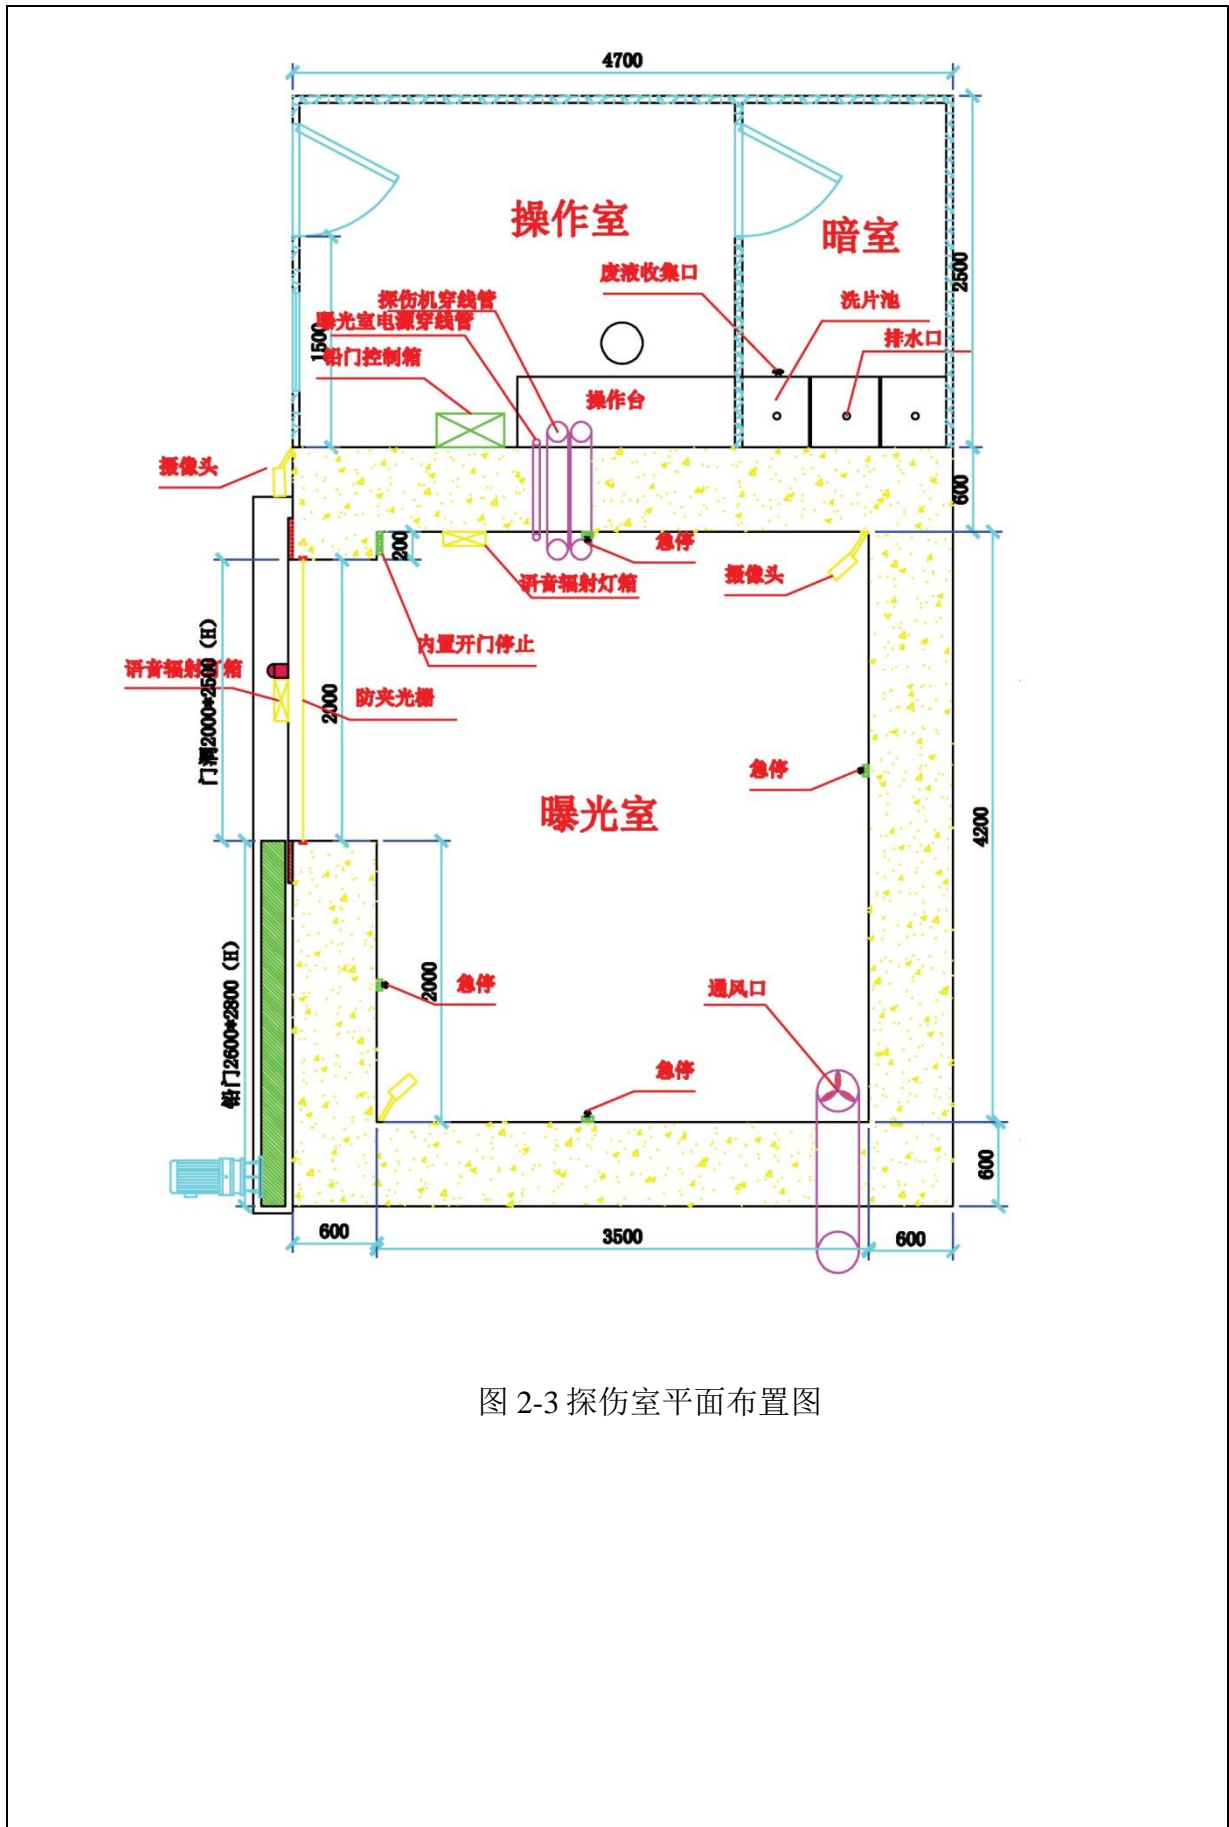 4700
操作室
暗室
废液收集口
2500
探伤机穿线管
洗片池
曝光室电源穿线管
1500
排水口
铅门控制箱
操作台
摄像头
600
200
急停
语音辐射灯箱
摄像头
内置开门停止
门洞2000*2500(H)
语音辐射灯箱
2000
防夹光栅
急停
曝光室
4200
铅门2600*2800(H)
2000
急停
通风口
急停
600
600
3500
600
图 2-3 探伤室平面布置图